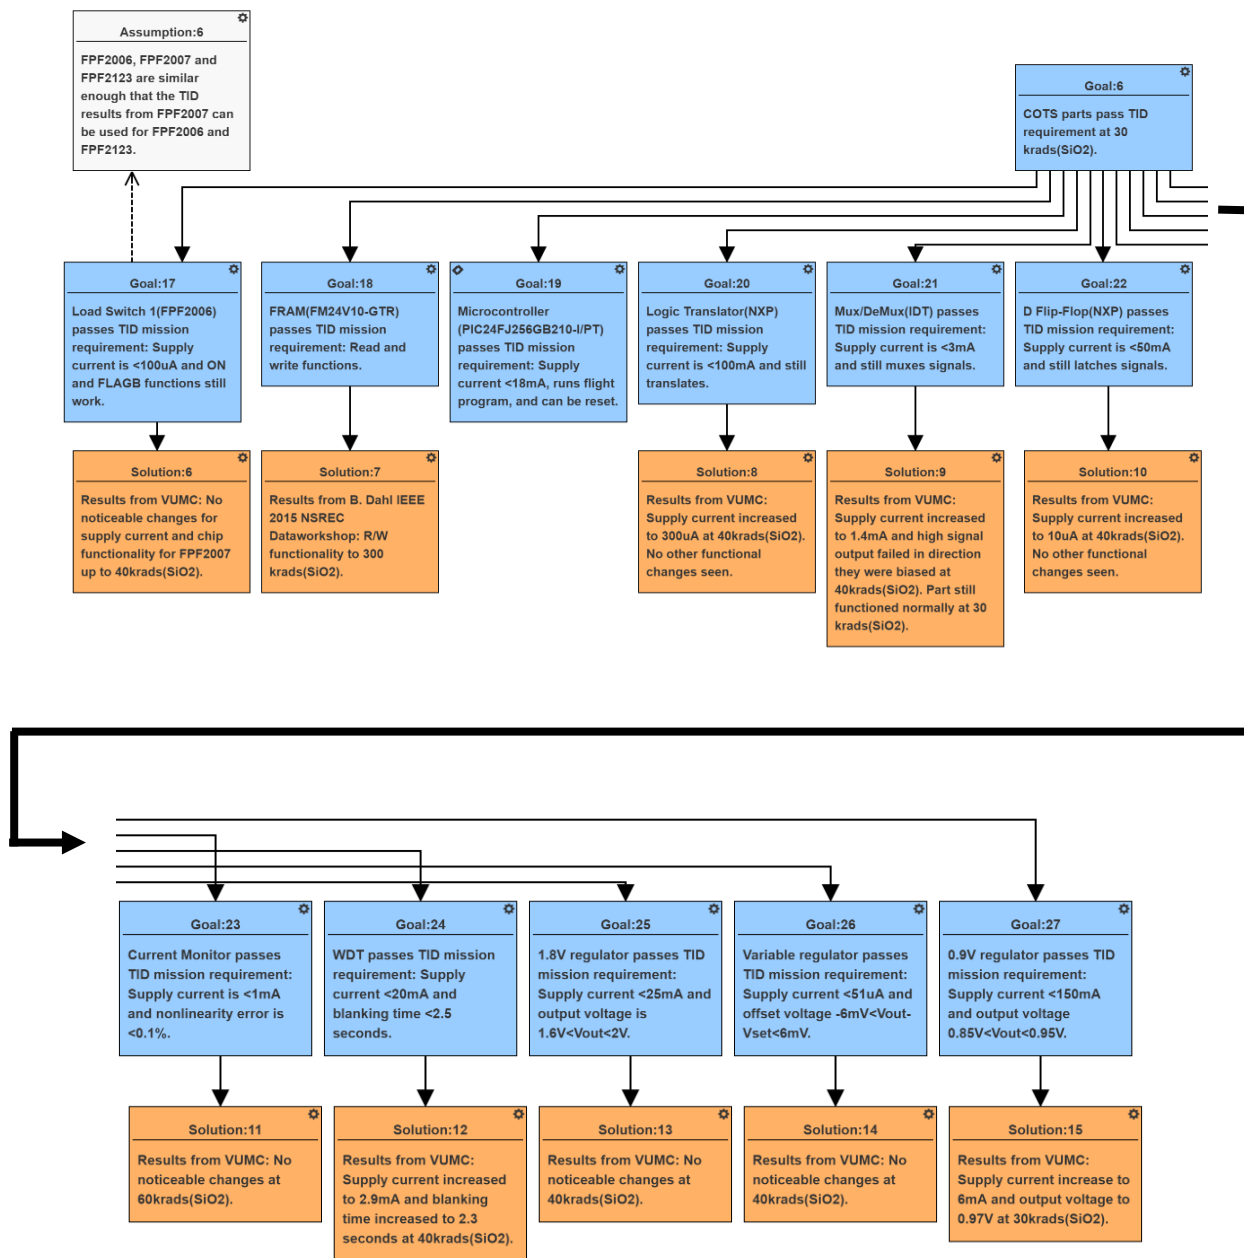 Assumption:6
FPF2006, FPF2007 and
FPF2123 are similar
enough that the TID
results from FPF2007 can
be used for FPF2006 and
FPF2123.
Goal:6
COTS parts pass TID
requirement at 30
krads(SiO2).
Goal:17
Load Switch 1(FPF2006)
passes TID mission
requirement: Supply
current is <100uA and ON
and FLAGB functions still
work.
Goal:18
FRAM(FM24V10-GTR)
passes TID mission
requirement: Read and
write functions.
Goal:19
Microcontroller
(PIC24FJ256GB210-I/PT)
passes TID mission
requirement: Supply
current <18mA, runs flight
program, and can be reset.
Goal:20
Logic Translator(NXP)
passes TID mission
requirement: Supply
current is <100mA and still
translates.
Goal:21
Mux/DeMux(IDT) passes
TID mission requirement:
Supply current is <3mA
and still muxes signals.
Goal:22
D Flip-Flop(NXP) passes
TID mission requirement:
Supply current is <50mA
and still latches signals.
Solution:6
Results from VUMC: No
noticeable changes for
supply current and chip
functionality for FPF2007
up to 40krads(SiO2).
Solution:7
Results from B. Dahl IEEE
2015 NSREC
Dataworkshop: R/W
functionality to 300
krads(SiO2).
Solution:8
Results from VUMC:
Supply current increased
to 300uA at 40krads(SiO2).
No other functional
changes seen.
Solution:9
Results from VUMC:
Supply current increased
to 1.4mA and high signal
output failed in direction
they were biased at
40krads(SiO2). Part still
functioned normally at 30
krads(SiO2).
Solution:10
Results from VUMC:
Supply current increased
to 10uA at 40krads(SiO2).
No other functional
changes seen.
Goal:23
Current Monitor passes
TID mission requirement:
Supply current is <1mA
and nonlinearity error is
<0.1%.
Goal:24
WDT passes TID mission
requirement: Supply
current <20mA and
blanking time <2.5
seconds.
Goal:25
1.8V regulator passes TID
mission requirement:
Supply current <25mA and
output voltage is
1.6V<Vout<2V.
Goal:26
Variable regulator passes
TID mission requirement:
Supply current <51uA and
offset voltage -6mV<Vout-
Vset<6mV.
Goal:27
0.9V regulator passes TID
mission requirement:
Supply current <150mA
and output voltage
0.85V<Vout<0.95V.
Solution:11
Results from VUMC: No
noticeable changes at
60krads(SiO2).
Solution:12
Results from VUMC:
Supply current increased
to 2.9mA and blanking
time increased to 2.3
seconds at 40krads(SiO2).
Solution:13
Results from VUMC: No
noticeable changes at
40krads(SiO2).
Solution:14
Results from VUMC: No
noticeable changes at
40krads(SiO2).
Solution:15
Results from VUMC:
Supply current increase to
6mA and output voltage to
0.97V at 30krads(SiO2).